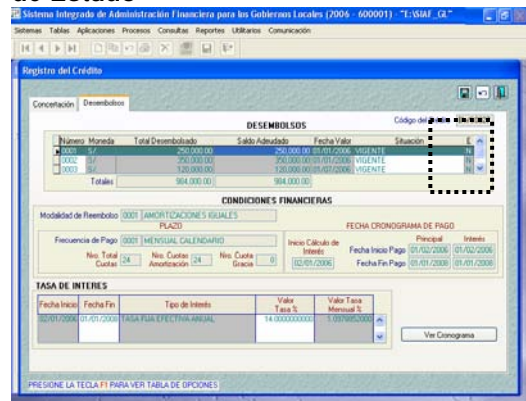 de Estado
Sistema Integrado de Administración Financiera para los Gobiernos Locales (2006 - 600001) - "L:\SIAF_GL"
Sistemas Tablas Aplicaciones Procesos Consultas Reportes Utilitarios Comunicación
Registro del Crédito
Concertación Desembolsos
DESEMBOLSOS Código del
Número Moneda Total Desembolsado Saldo Adeudado Fecha Valor Situación E
0001 S/ 250,000.00 250,000.00 01/01/2006 VIGENTE N
0002 S/ 350,000.00 350,000.00 01/01/2006 VIGENTE N
0003 S/ 120,000.00 120,000.00 01/07/2006 VIGENTE N
Totales 984,000.00 984,000.00
CONDICIONES FINANCIERAS
Modalidad de Reembolso 0001 AMORTIZACIONES IGUALES
PLAZO FECHA CRONOGRAMA DE PAGO
Frecuencia de Pago 0001 MENSUAL CALENDARIO Inicio Cálculo de Interés Principal Interés
Fecha Inicio Pago 01/02/2006 01/02/2006
Nro. Total Cuotas 24 Nro. Cuotas Amortización 24 Nro. Cuota Gracia 0 02/01/2006 Fecha Fin Pago 01/01/2008 01/01/2008
TASA DE INTERES
Fecha Inicio Fecha Fin Tipo de Interés Valor Tasa % Valor Tasa Mensual %
02/01/2006 01/01/2008 TASA FIJA EFECTIVA ANUAL 14.0000000000
Ver Cronograma
PRESIONE LA TECLA F1 PARA VER TABLA DE OPCIONES